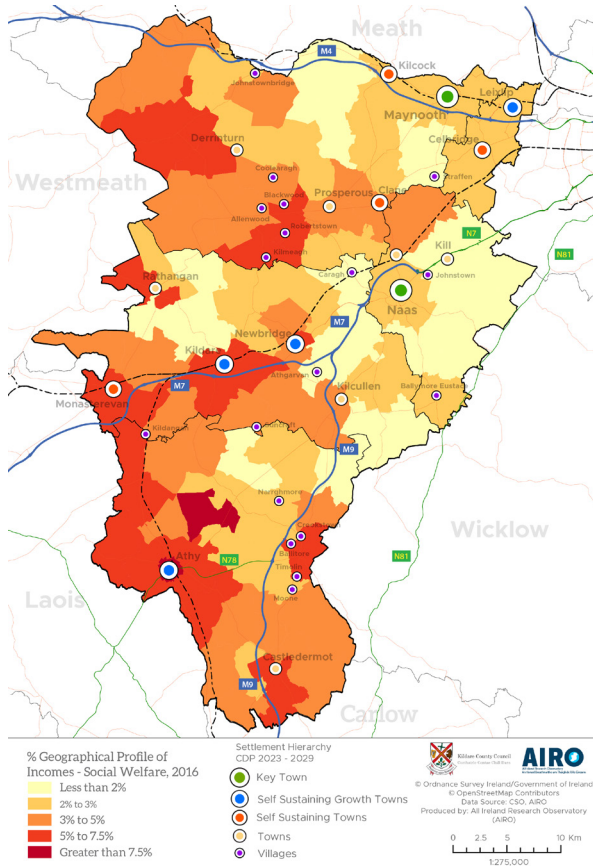 Meath
M4
Kilcock
Johnstownbridge
Leixlip
Maynooth
Derrinturn
Celbridge
Westmeath
Coill Dubh
Straffan
Blackwood
Prosperous
Clane
Allenwood
Robertstown
Kilmeagh
Kill
N7
N81
Caragh
Johnstown
Rathangan
Naas
M7
Newbridge
Kildare
Athgarvan
M7
Kilcullen
Ballymore Eustace
Monasterevan
Kildangan
M9
Narraghmore
Wicklow
Crookstown
Athy
Ballitore
N78
N81
Timolin
Laois
Moone
Castledermot
M9
Carlow
% Geographical Profile of
Incomes - Social Welfare, 2016
Less than 2%
2% to 3%
3% to 5%
5% to 7.5%
Greater than 7.5%
Settlement Hierarchy
CDP 2023 - 2029
Key Town
Self Sustaining Growth Towns
Self Sustaining Towns
Towns
Villages
Kildare County Council
AIRO
© Ordnance Survey Ireland/Government of Ireland
© OpenStreetMap Contributors
Data Source: CSO, AIRO
Produced by: All Ireland Research Observatory
(AIRO)
0 2.5 5 10 Km
1:275,000